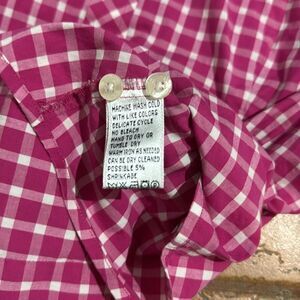 MACHINE WASH COLD
WITH LIKE COLORS
DELICATE CYCLE
NO BLEACH
HANG TO DRY OR
TUMBLE DRY
WARM IRON AS NEEDED
CAN BE DRY CLEANED
POSSIBLE 5%
SHRINKAGE